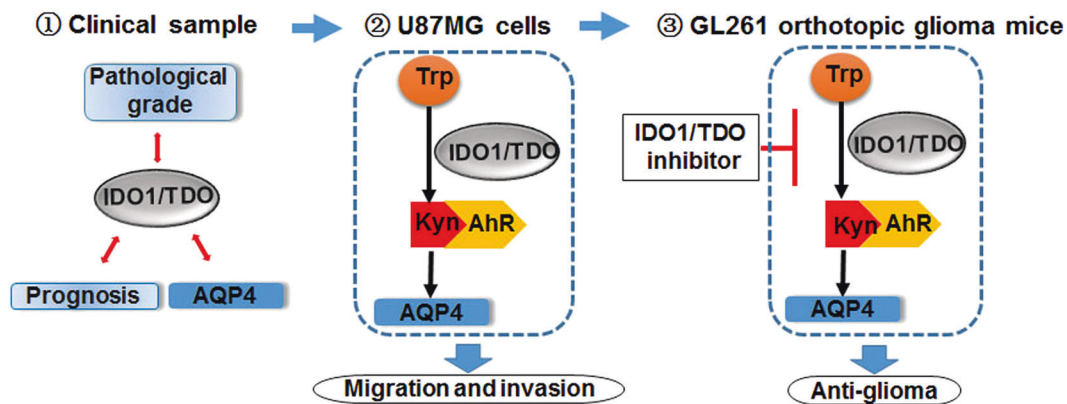 ① Clinical sample
② U87MG cells
③ GL261 orthotopic glioma mice
Pathological
grade
IDO1/TDO
Prognosis
AQP4
Trp
IDO1/TDO
Kyn
AhR
AQP4
Migration and invasion
IDO1/TDO
inhibitor
Trp
IDO1/TDO
Kyn
AhR
AQP4
Anti-glioma